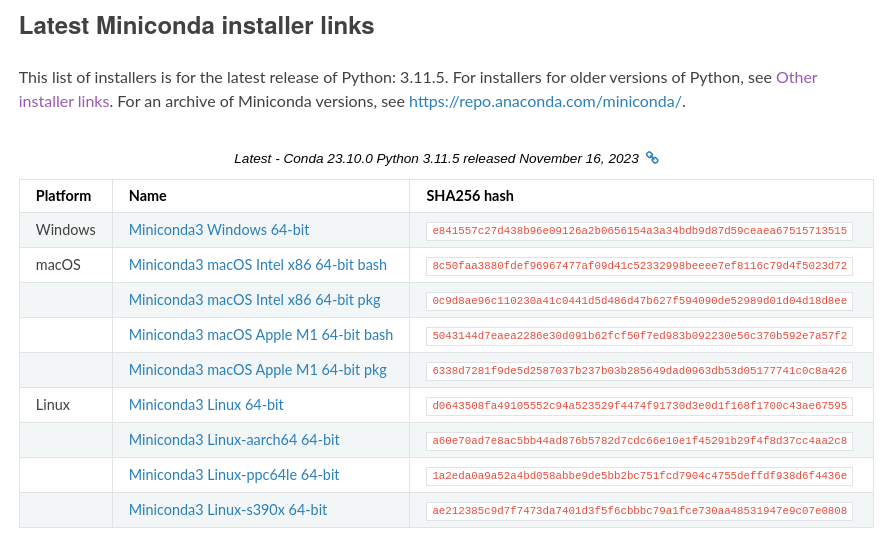 Latest Miniconda installer links
This list of installers is for the latest release of Python: 3.11.5. For installers for older versions of Python, see Other
installer links. For an archive of Miniconda versions, see https://repo.anaconda.com/miniconda/.
Latest - Conda 23.10.0 Python 3.11.5 released November 16, 2023
Platform Name SHA256 hash
Windows Miniconda3 Windows 64-bit e841557c27d438b96e09126a2b0656154a3a34bdb9d87d59ceaea67515713515
macOS Miniconda3 macOS Intel x86 64-bit bash 8c50faa3880fdef96967477af09d41c52332998beeee7ef8116c79d4f5023d72
Miniconda3 macOS Intel x86 64-bit pkg 0c9d8ae96c110230a41c0441d5d486d47b627f594090de52989d01d04d18d8ee
Miniconda3 macOS Apple M1 64-bit bash 5043144d7eaea2286e30d091b62fcf50f7ed983b092230e56c370b592e7a57f2
Miniconda3 macOS Apple M1 64-bit pkg 6338d7281f9de5d2587037b237b03b285649dad0963db53d05177741c0c8a426
Linux Miniconda3 Linux 64-bit d0643508fa49105552c94a523529f4474f91730d3e0d1f168f1700c43ae67595
Miniconda3 Linux-aarch64 64-bit a60e70ad7e8ac5bb44ad876b5782d7cdc66e10e1f45291b29f4f8d37cc4aa2c8
Miniconda3 Linux-ppc64le 64-bit 1a2eda0a9a52a4bd058abbe9de5bb2bc751fcd7904c4755deffdf938d6f4436e
Miniconda3 Linux-s390x 64-bit ae212385c9d7f7473da7401d3f5f6cbbbc79a1fce730aa48531947e9c07e0808